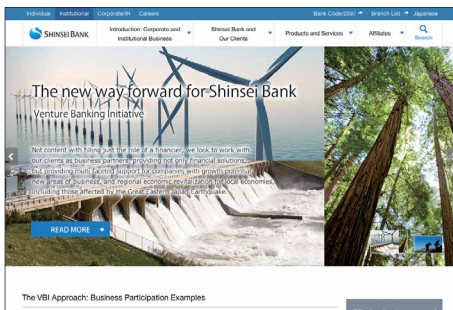 Individual Institutional Corporate/IR Careers Bank Code:0397 Branch List Japanese
SHINSEI BANK
Introduction: Corporate and
Institutional Business
Shinsei Bank and
Our Clients
Products and Services
Affiliates
Search
The new way forward for Shinsei Bank
Venture Banking Initiative
Not content with filling just the role of a financier, we look to work with
our clients as business partners, providing not only financial solutions,
but providing multi faceted support for companies with growth potential,
new areas of business, and regional economic revitalization for local economies,
including those affected by the Great Eastern Japan Earthquake.
READ MORE
The VBI Approach: Business Participation Examples